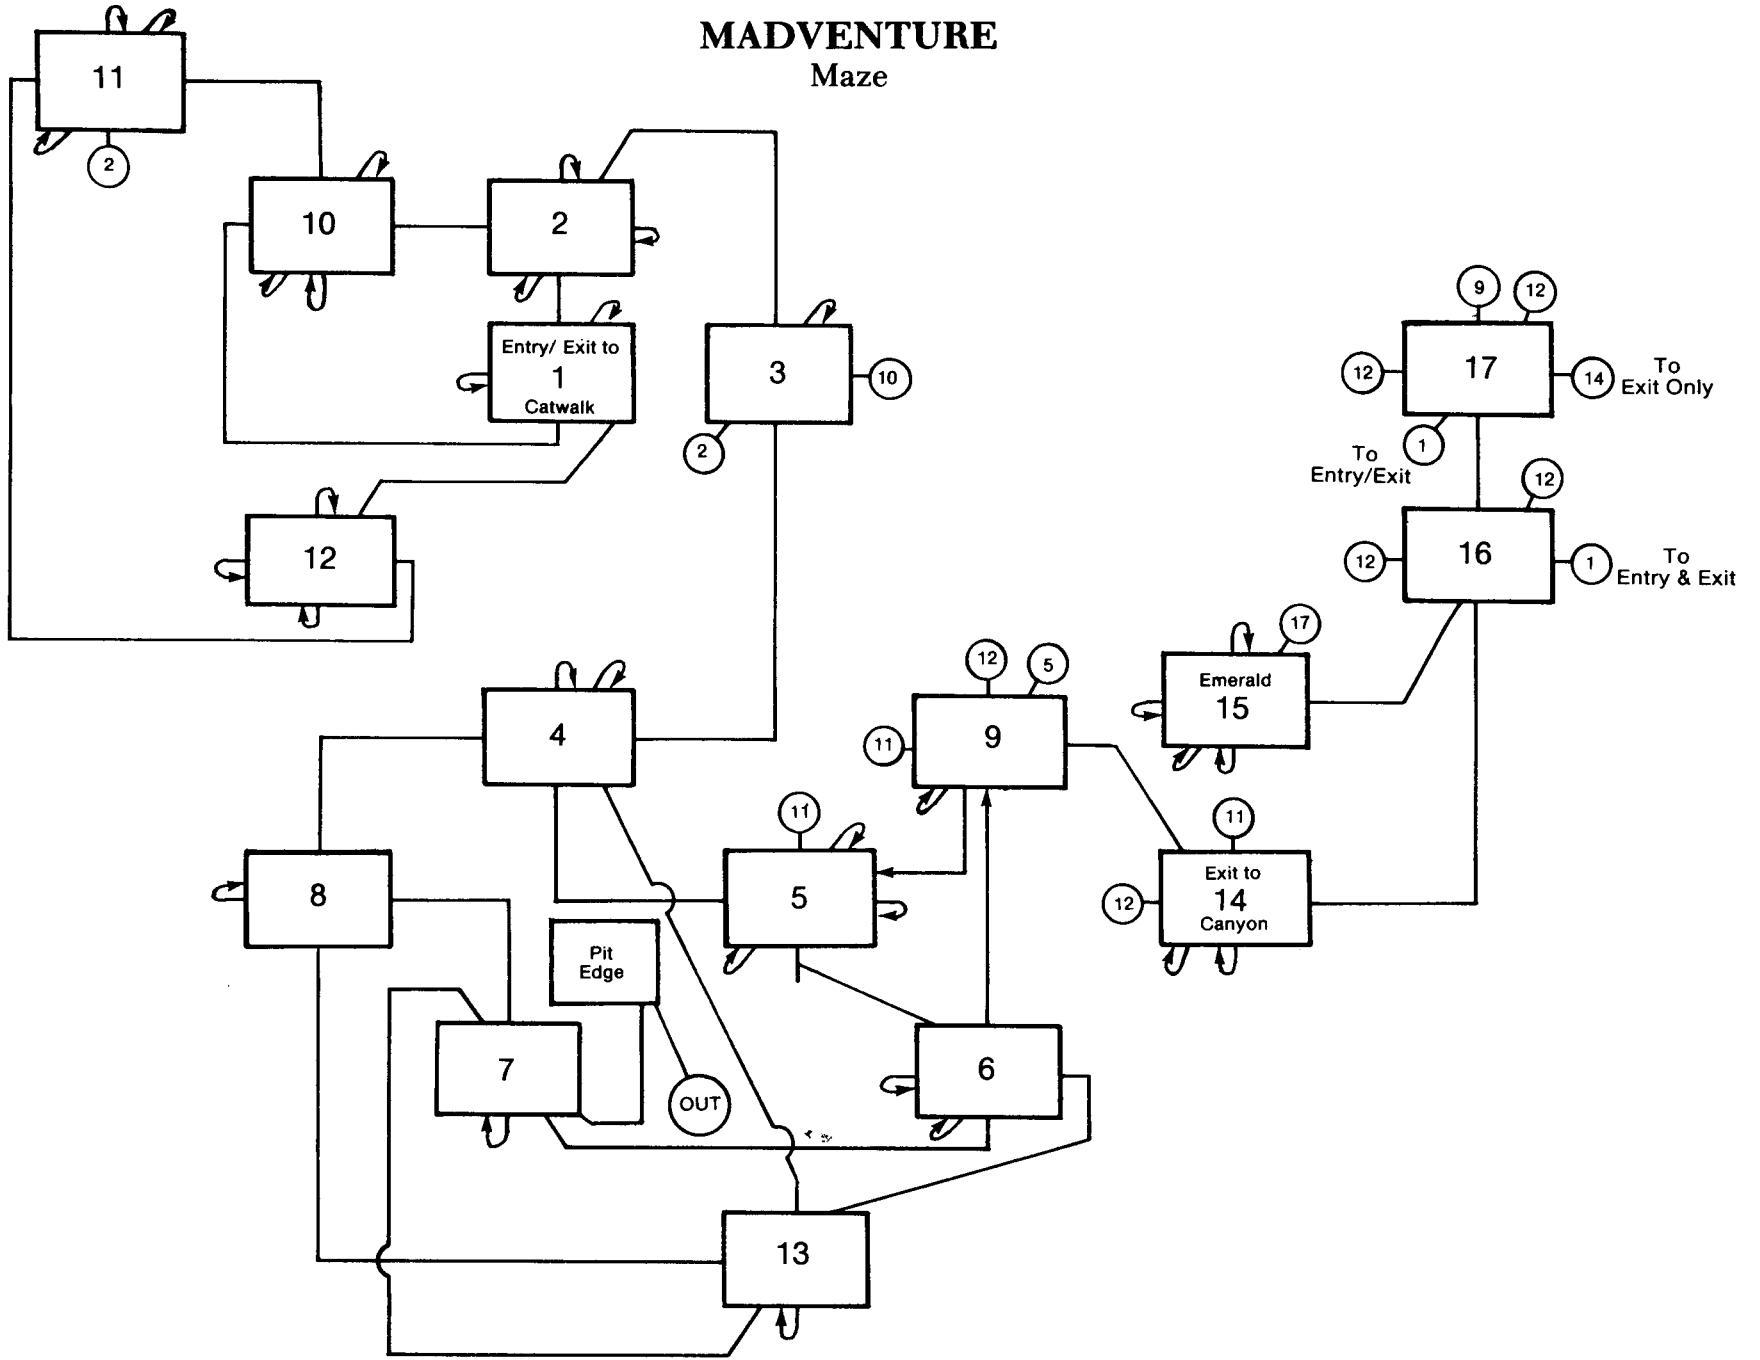 MADVENTURE
Maze
11
2
10
2
Entry/ Exit to
1
Catwalk
3
10
2
12
9
12
12
17
14
To
Exit Only
1
To
Entry/Exit
12
12
16
1
To
Entry & Exit
17
Emerald
15
4
12
5
11
9
11
5
11
Exit to
14
Canyon
12
8
Pit
Edge
7
OUT
6
13